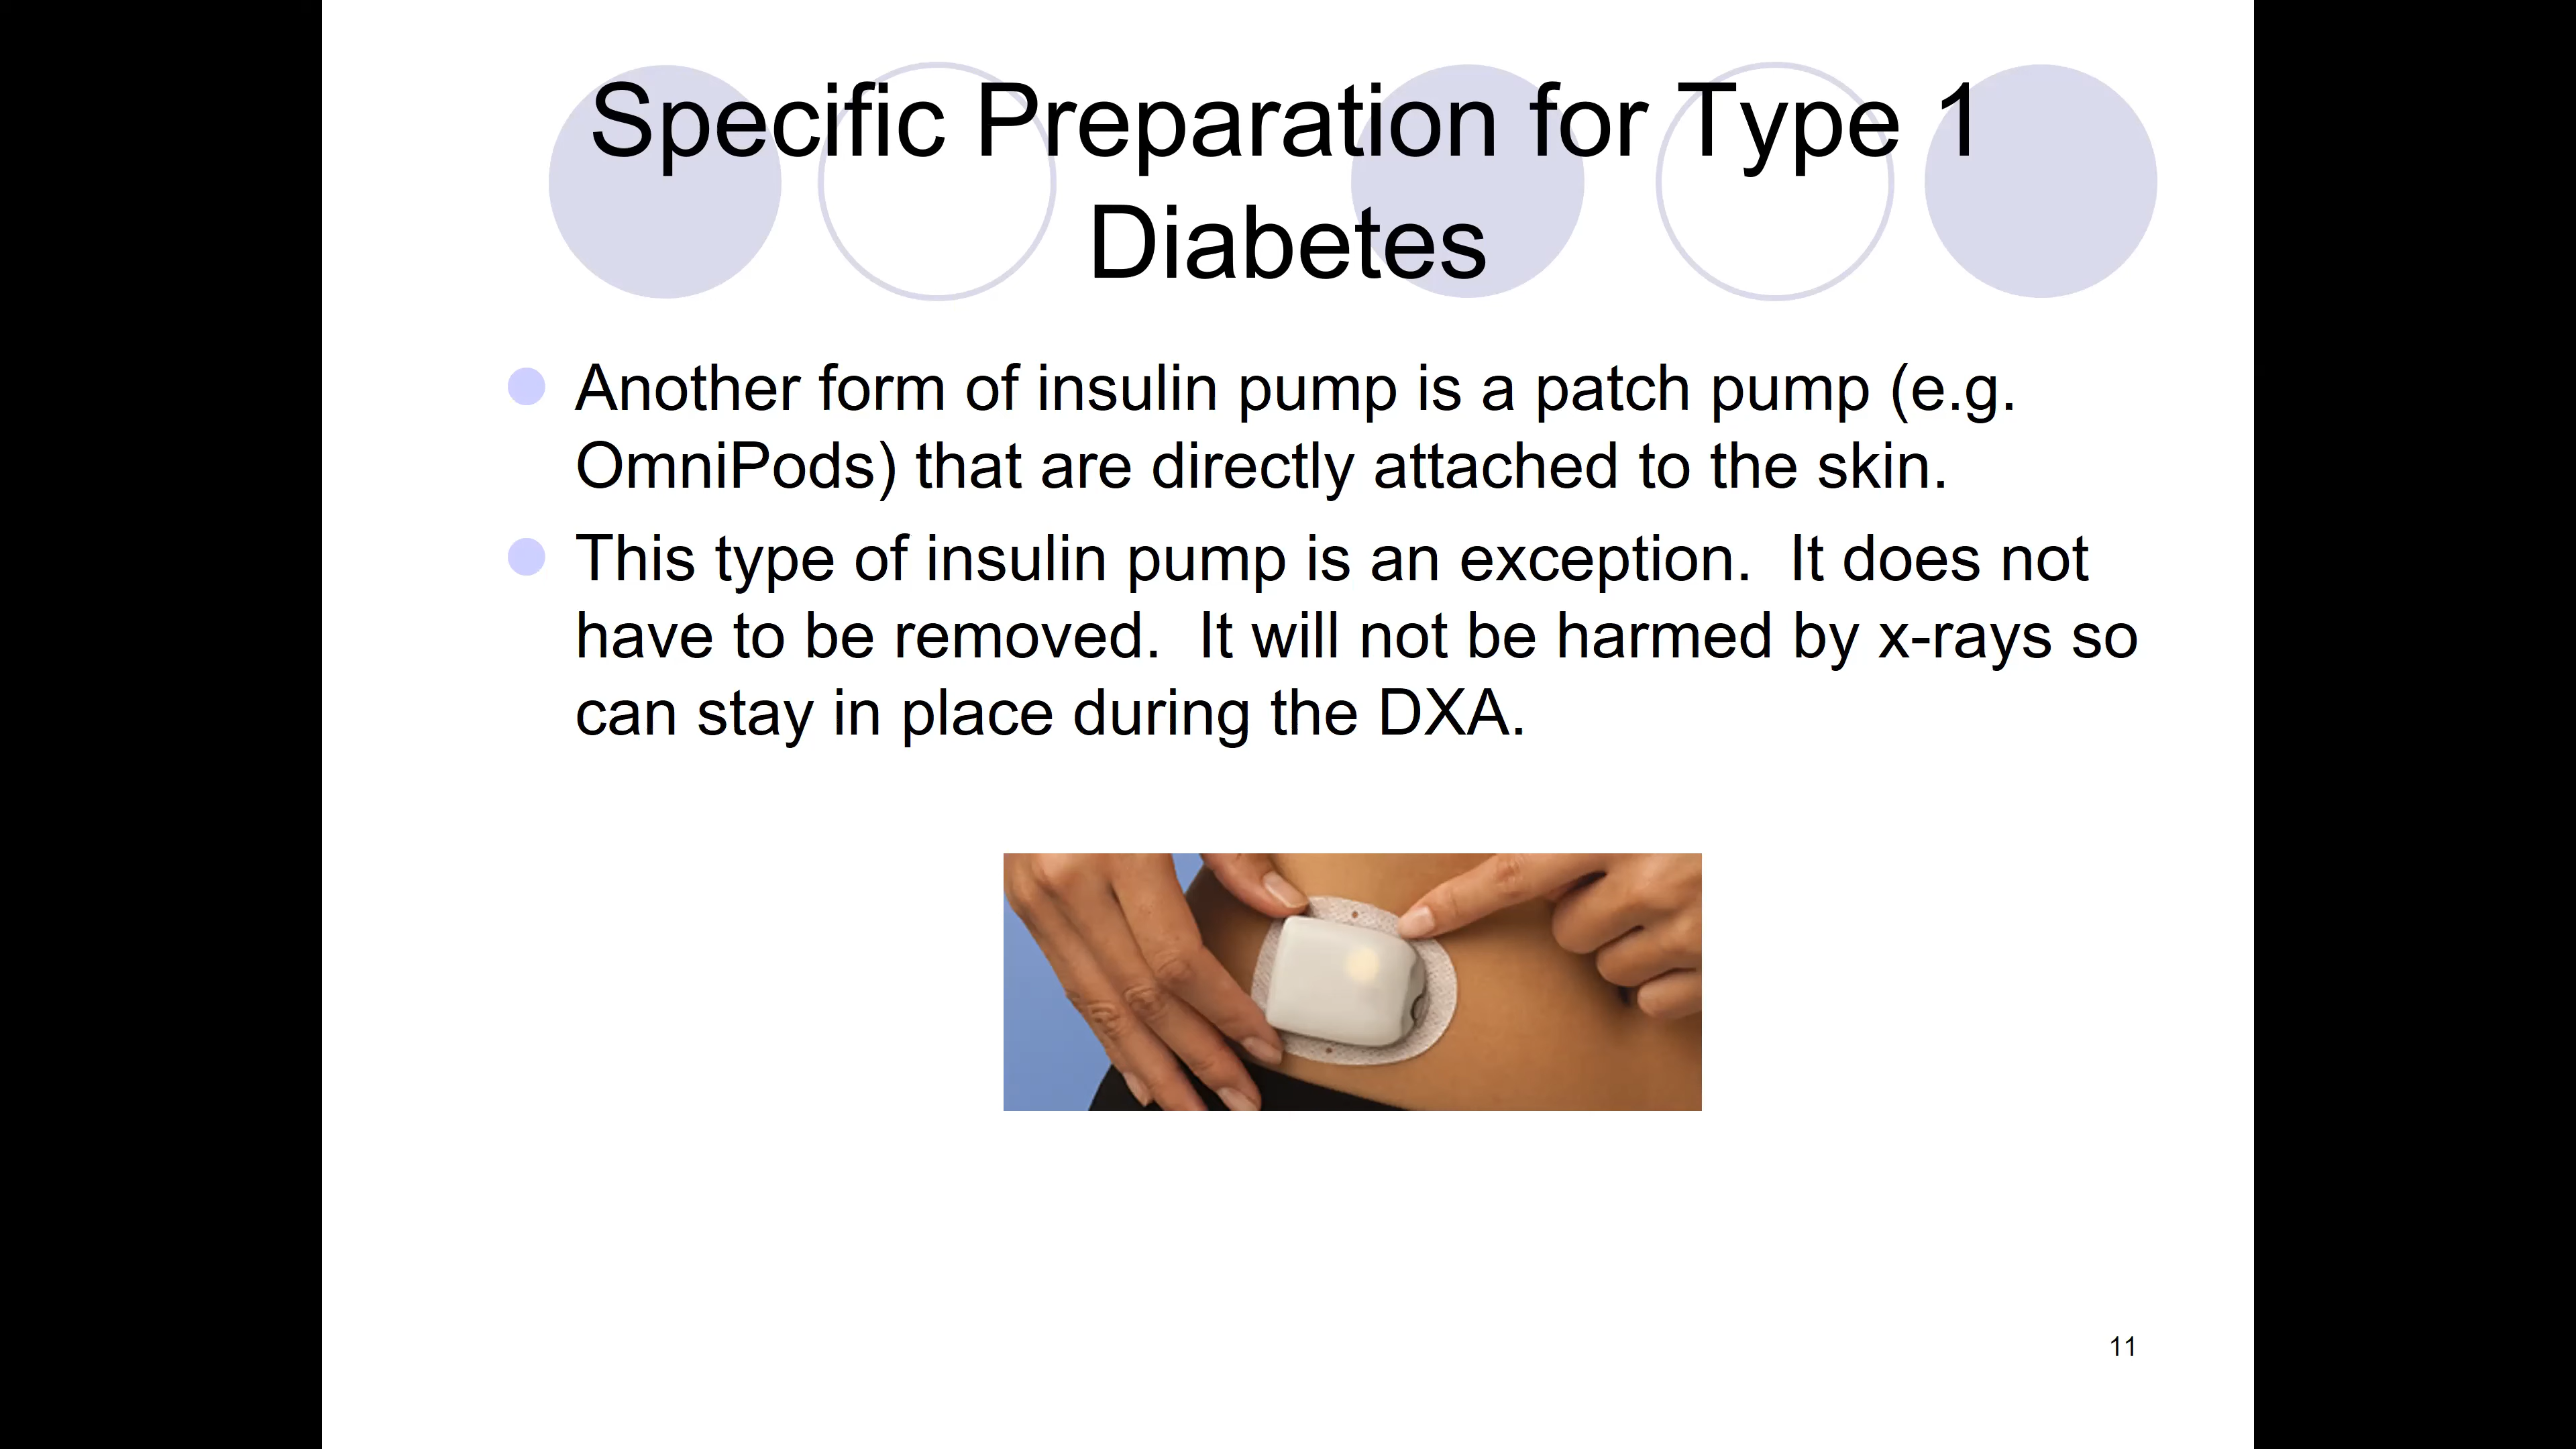 Specific Preparation for Type 1
Diabetes
Another form of insulin pump is a patch pump (e.g.
OmniPods) that are directly attached to the skin.
This type of insulin pump is an exception.  It does not
have to be removed.  It will not be harmed by x-rays so
can stay in place during the DXA.
11